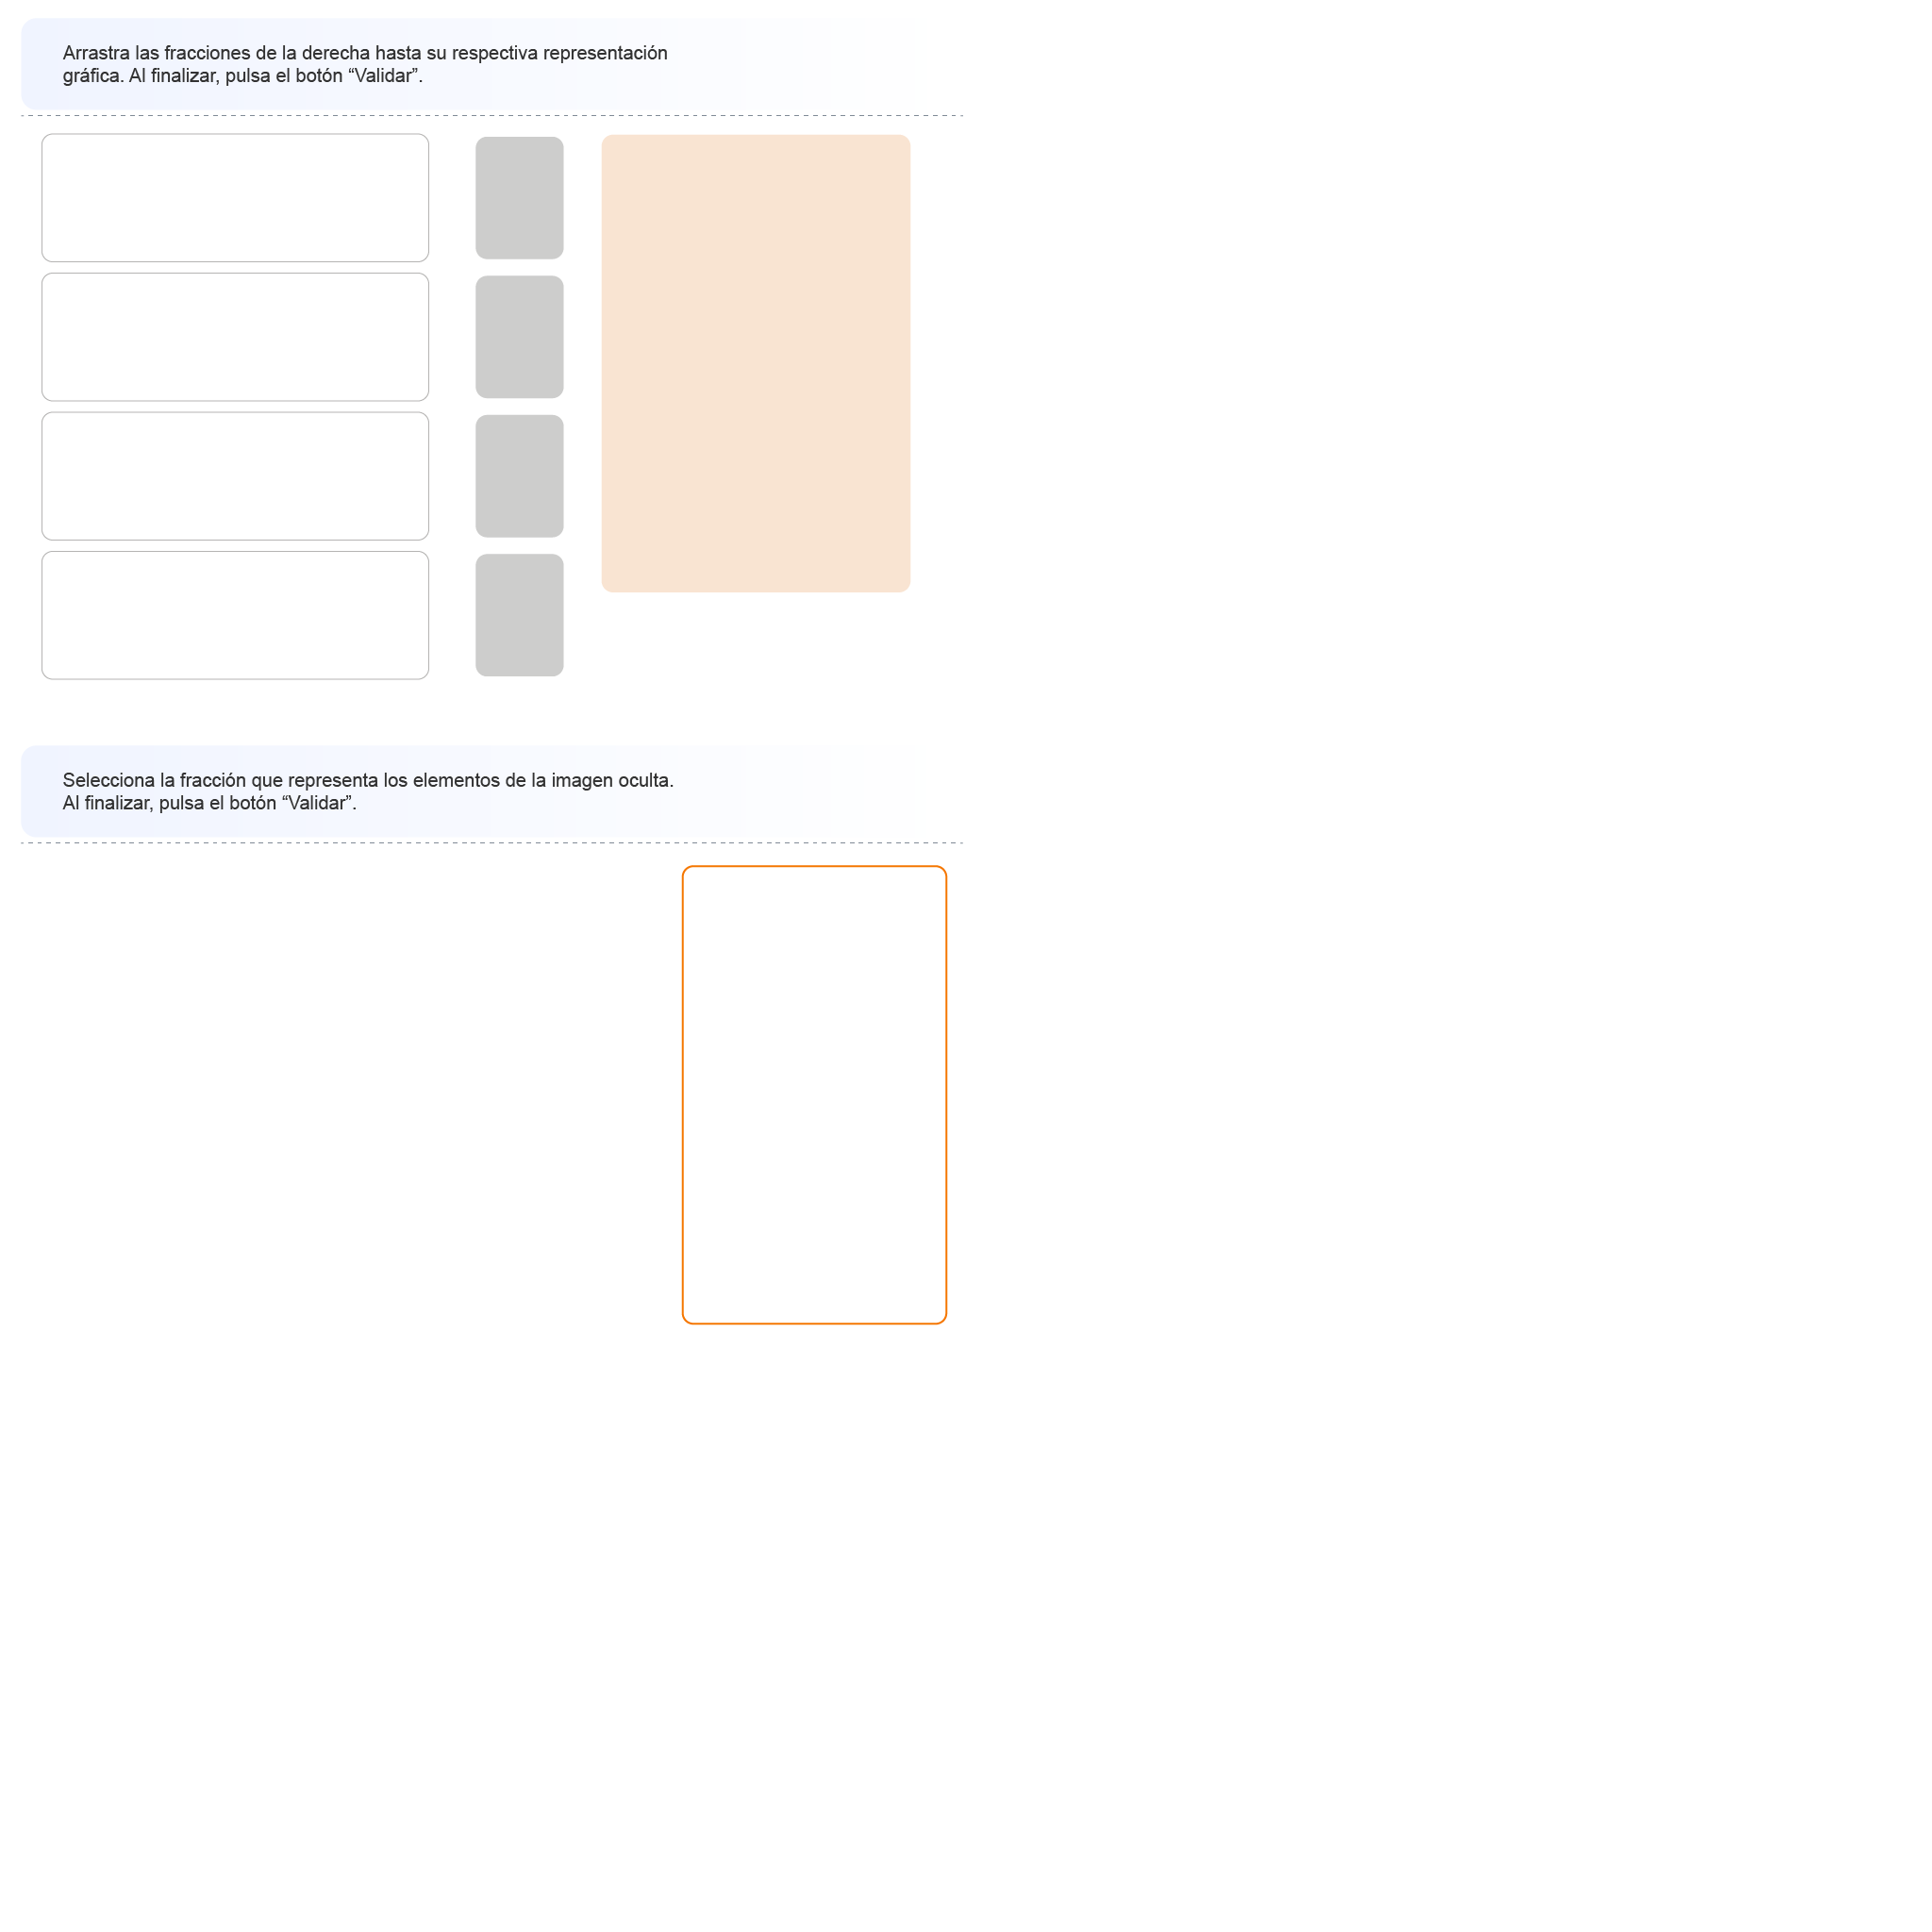 Arrastra las fracciones de la derecha hasta su respectiva representación
gráfica. Al finalizar, pulsa el botón “Validar”.
Selecciona la fracción que representa los elementos de la imagen oculta.
Al finalizar, pulsa el botón “Validar”.